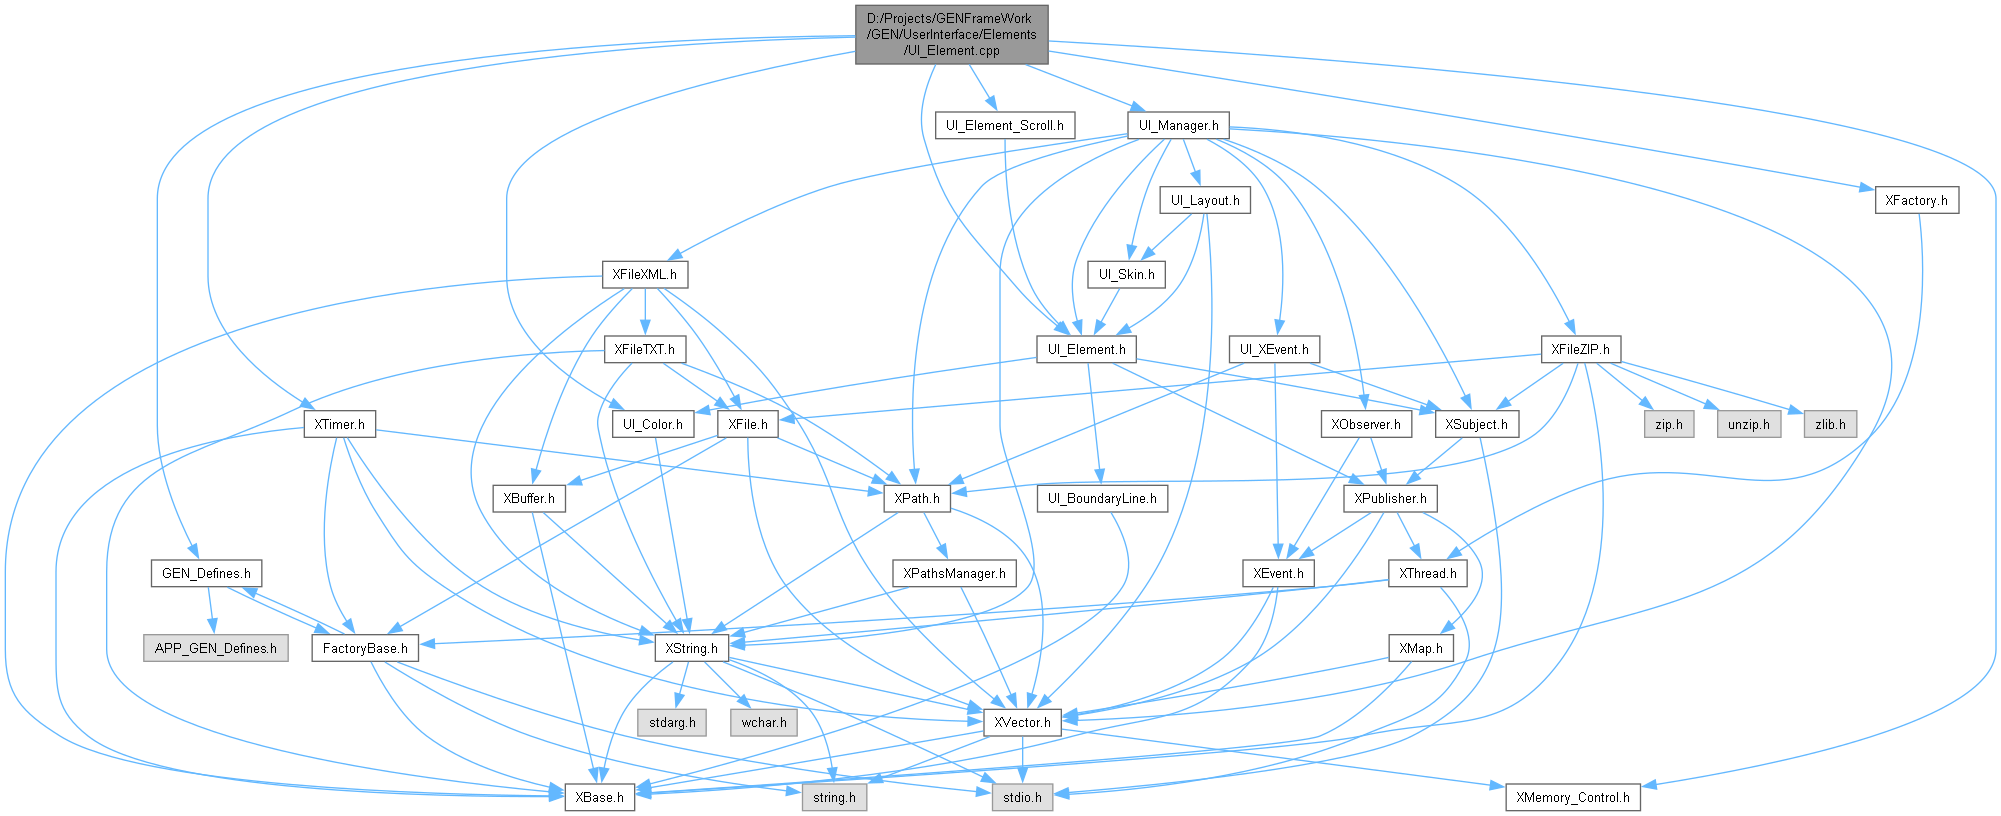 D:/Projects/GENFrameWork
/GEN/UserInterface/Elements
/UI_Element.cpp
UI_Element_Scroll.h
UI_Manager.h
UI_Layout.h
XFactory.h
XFileXML.h
UI_Skin.h
XFileTXT.h
UI_Element.h
UI_XEvent.h
XFileZIP.h
XTimer.h
UI_Color.h
XFile.h
XObserver.h
XSubject.h
zip.h
unzip.h
zlib.h
XBuffer.h
XPath.h
UI_BoundaryLine.h
XPublisher.h
GEN_Defines.h
XPathsManager.h
XEvent.h
XThread.h
APP_GEN_Defines.h
FactoryBase.h
XString.h
XMap.h
stdarg.h
wchar.h
XVector.h
XBase.h
string.h
stdio.h
XMemory_Control.h